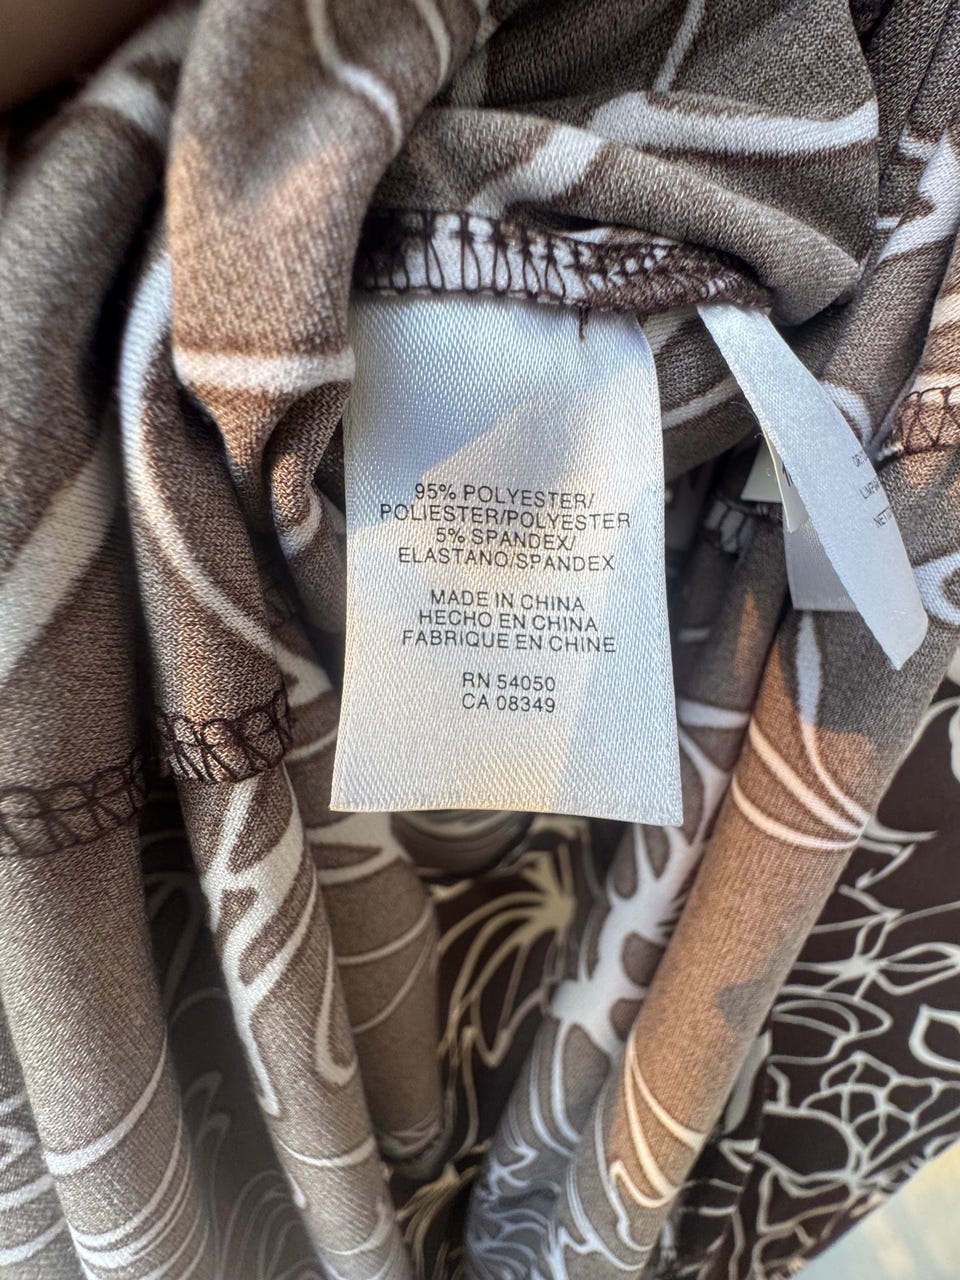 95% POLYESTER/
POLIESTER/POLYESTER
5% SPANDEX/
ELASTANO/SPANDEX
MADE IN CHINA
HECHO EN CHINA
FABRIQUE EN CHINE
RN 54050
CA 08349